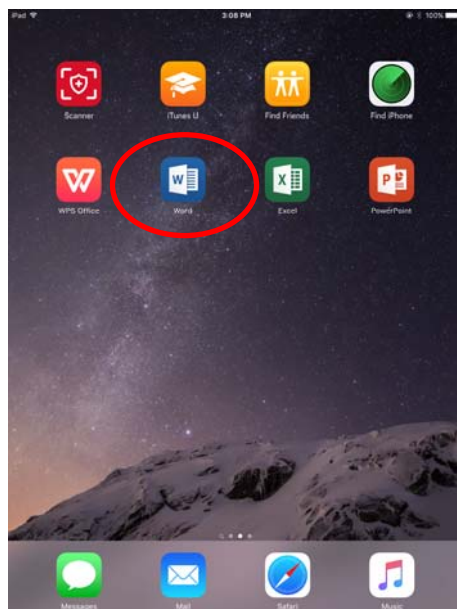 iPad 3:08 PM 100%
Scanner iTunes U Find Friends Find iPhone
WPS Office Word Excel PowerPoint
Messages Mail Safari Music